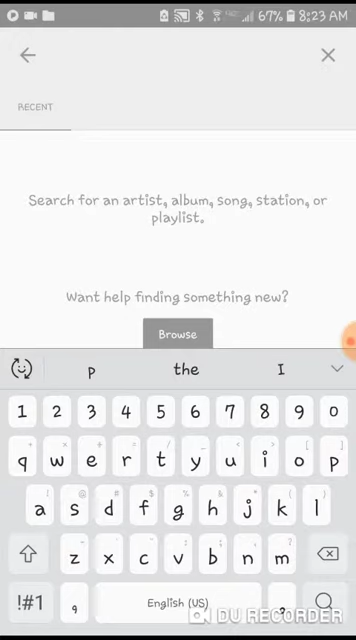 67% 8:23 AM
RECENT
Search for an artist, album, song, station, or
playlist.
Want help finding something new?
Browse
p the I
1 2 3 4 5 6 7 8 9 0
q w e r t y u i o p
a s d f g h j k l
z x c v b n m
!#1 , English (US) .
DU RECORDER